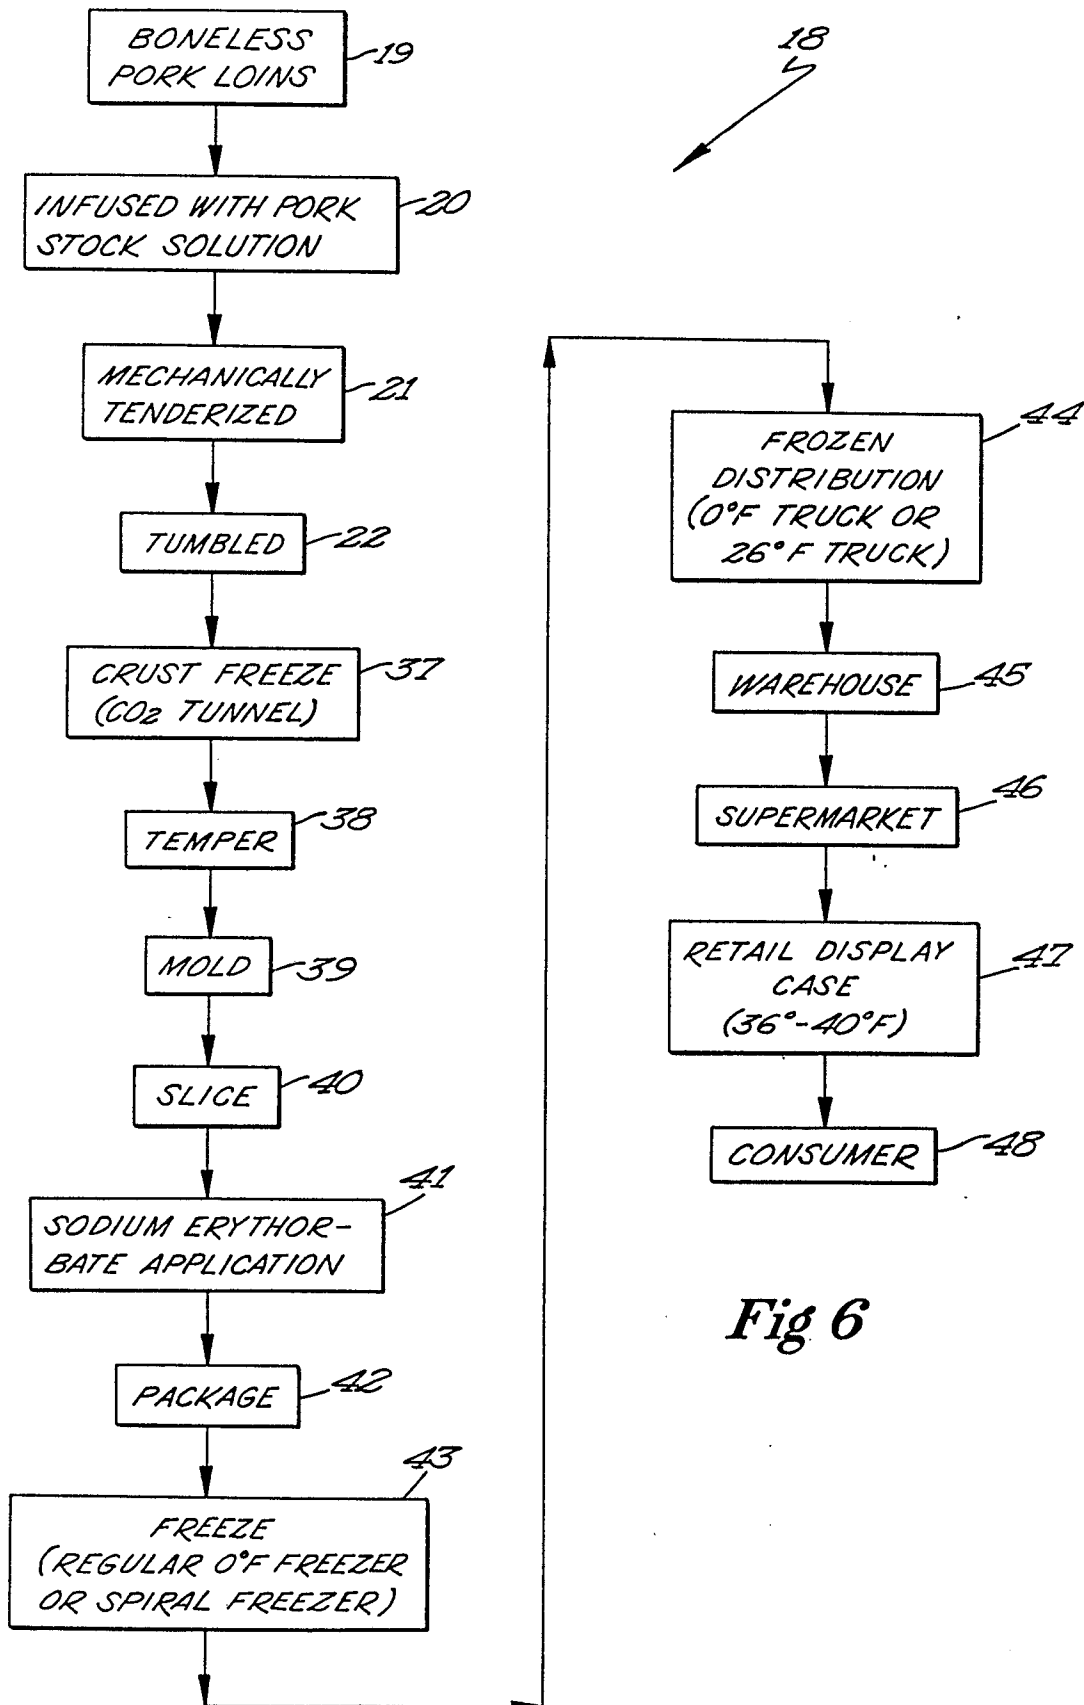 BONELESS
PORK LOINS
19
18
INFUSED WITH PORK
STOCK SOLUTION
20
MECHANICALLY
TENDERIZED
21
TUMBLED
22
CRUST FREEZE
(CO2 TUNNEL)
37
TEMPER
38
MOLD
39
SLICE
40
SODIUM ERYTHOR-
BATE APPLICATION
41
PACKAGE
42
FREEZE
(REGULAR 0°F FREEZER
OR SPIRAL FREEZER)
43
FROZEN
DISTRIBUTION
(0°F TRUCK OR
26°F TRUCK)
44
WAREHOUSE
45
SUPERMARKET
46
RETAIL DISPLAY
CASE
(36°-40°F)
47
CONSUMER
48
Fig 6